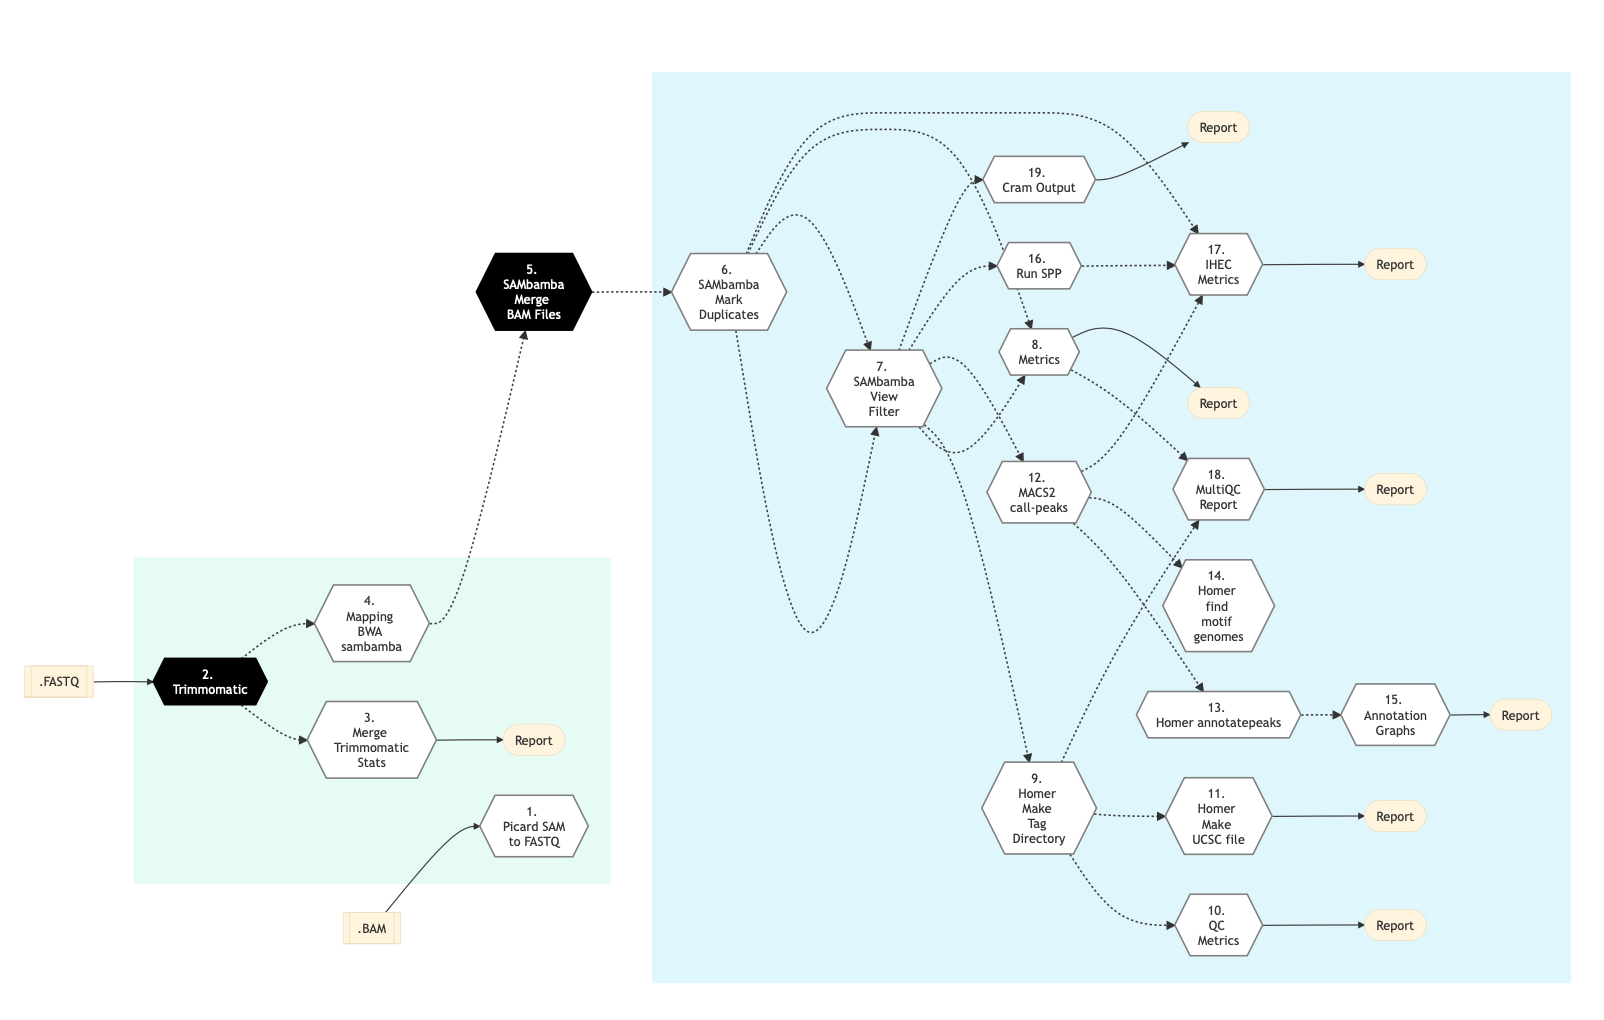 .FASTQ
2.
Trimmomatic
4.
Mapping
BWA
sambamba
3.
Merge
Trimmomatic
Stats
Report
1.
Picard SAM
to FASTQ
.BAM
5.
SAMbamba
Merge
BAM Files
6.
SAMbamba
Mark
Duplicates
7.
SAMbamba
View
Filter
19.
Cram Output
Report
16.
Run SPP
17.
IHEC
Metrics
Report
8.
Metrics
Report
12.
MACS2
call-peaks
18.
MultiQC
Report
Report
14.
Homer
find
motif
genomes
13.
Homer annotatepeaks
15.
Annotation
Graphs
Report
9.
Homer
Make
Tag
Directory
11.
Homer
Make
UCSC file
Report
10.
QC
Metrics
Report